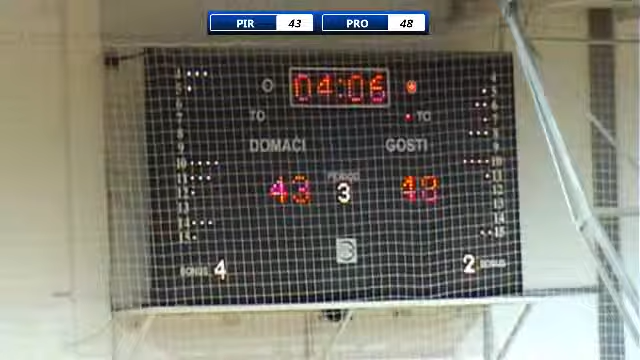 PIR 43 PRO 48
04:06
TO TO
DOMAĆI GOSTI
43 PERIOD 3 48
BONUS 4 2 BONUS
4 4
5 5
6 6
7 7
8 8
9 9
10 10
11 11
12 12
13 13
14 14
15 15